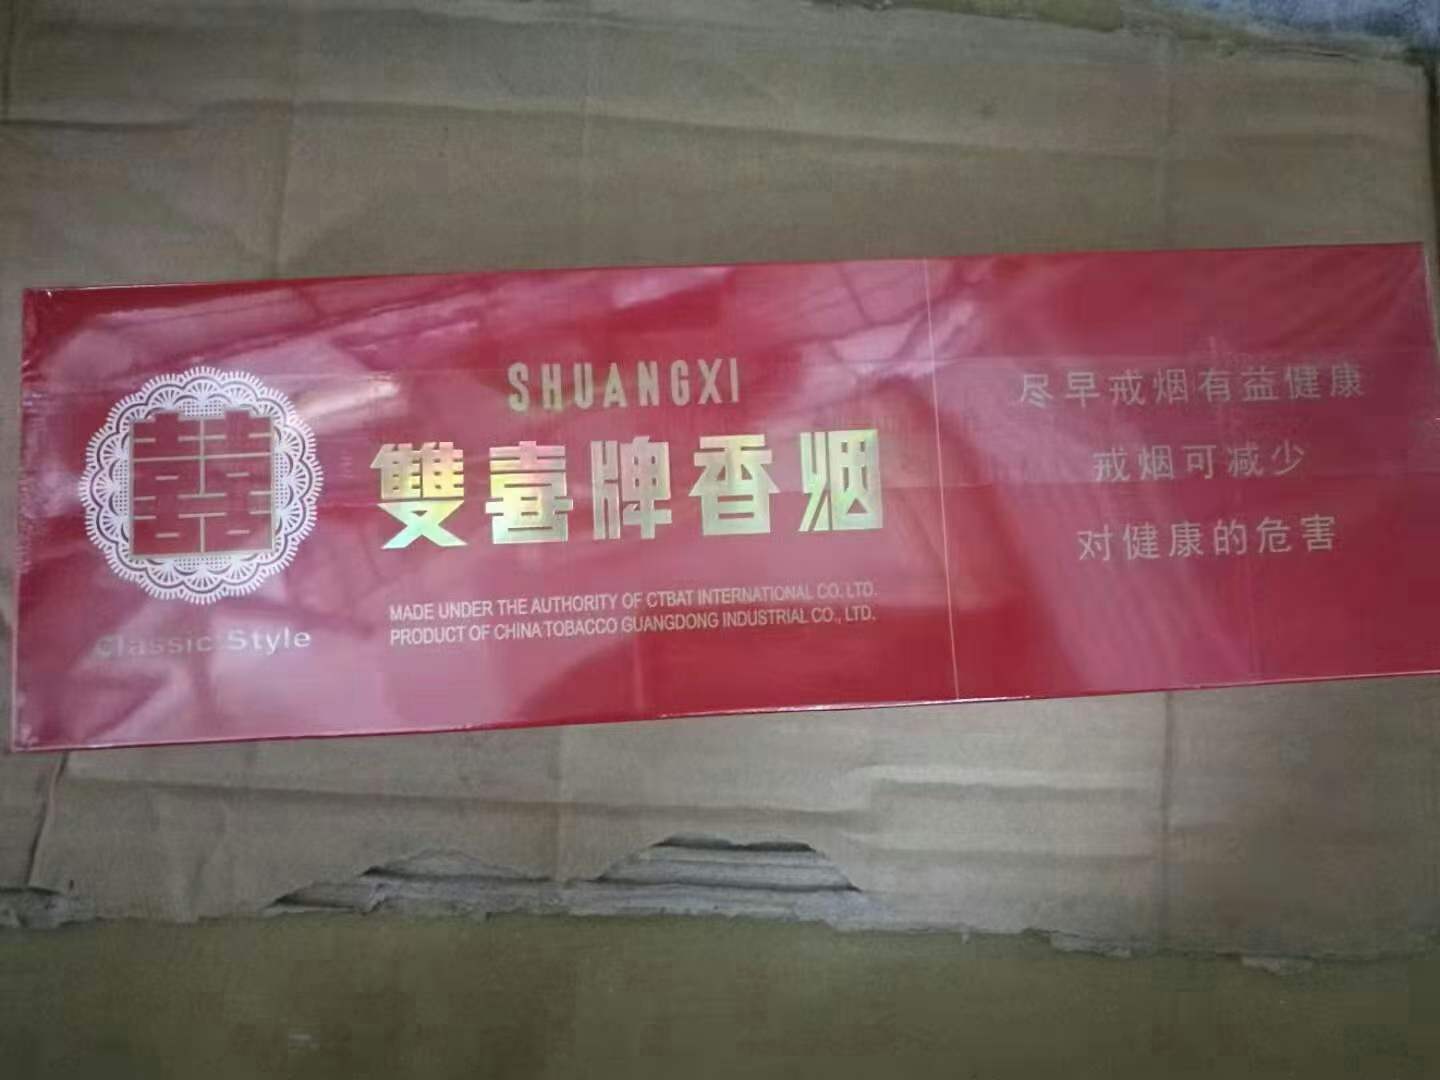 Classic Style
SHUANGXI
雙喜牌香烟
MADE UNDER THE AUTHORITY OF CTBAT INTERNATIONAL CO. LTD.
PRODUCT OF CHINA TOBACCO GUANGDONG INDUSTRIAL CO., LTD.
尽早戒烟有益健康
戒烟可减少
对健康的危害